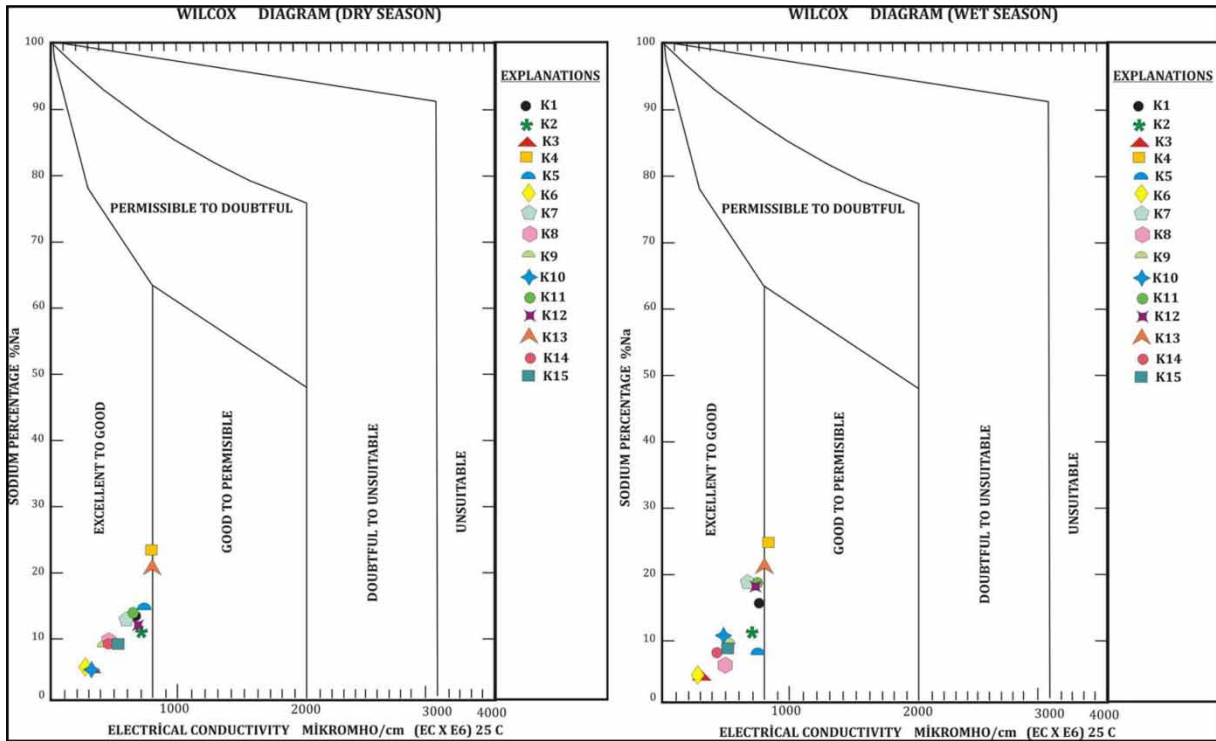 WILCOX DIAGRAM (DRY SEASON)
100
90
80
70
60
50
40
30
20
10
0
SODIUM PERCENTAGE %Na
PERMISSIBLE TO DOUBTFUL
EXCELLENT TO GOOD
GOOD TO PERMISIBLE
DOUBTFUL TO UNSUITABLE
UNSUITABLE
1000 2000 3000 4000
ELECTRİCAL CONDUCTIVITY MİKROMHO/cm (EC X E6) 25 C
EXPLANATIONS
K1
K2
K3
K4
K5
K6
K7
K8
K9
K10
K11
K12
K13
K14
K15
WILCOX DIAGRAM (WET SEASON)
100
90
80
70
60
50
40
30
20
10
0
SODIUM PERCENTAGE %Na
PERMISSIBLE TO DOUBTFUL
EXCELLENT TO GOOD
GOOD TO PERMISIBLE
DOUBTFUL TO UNSUITABLE
UNSUITABLE
1000 2000 3000 4000
ELECTRİCAL CONDUCTIVITY MİKROMHO/cm (EC X E6) 25 C
EXPLANATIONS
K1
K2
K3
K4
K5
K6
K7
K8
K9
K10
K11
K12
K13
K14
K15